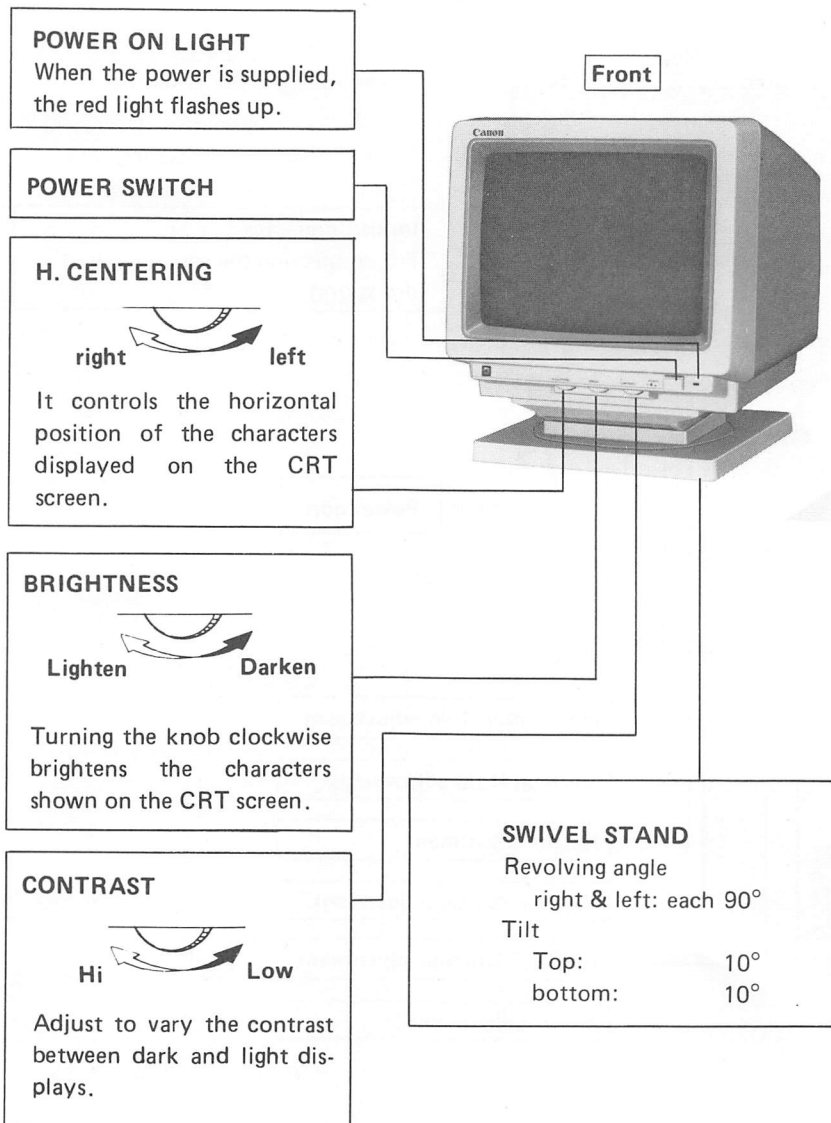 POWER ON LIGHT
When the power is supplied,
the red light flashes up.
Front
Canon
POWER SWITCH
H. CENTERING
right left
It controls the horizontal
position of the characters
displayed on the CRT
screen.
BRIGHTNESS
Lighten Darken
Turning the knob clockwise
brightens the characters
shown on the CRT screen.
CONTRAST
Hi Low
Adjust to vary the contrast
between dark and light dis-
plays.
SWIVEL STAND
Revolving angle
right & left: each 90°
Tilt
Top: 10°
bottom: 10°